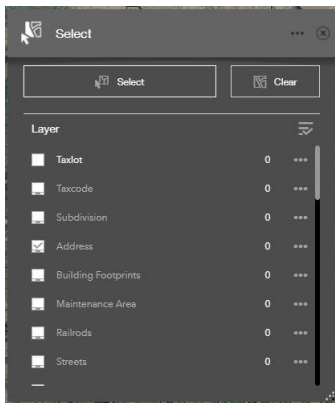 Select
Select Clear
Layer
Taxlot 0
Taxcode 0
Subdivision 0
Address 0
Building Footprints 0
Maintenance Area 0
Railrods 0
Streets 0